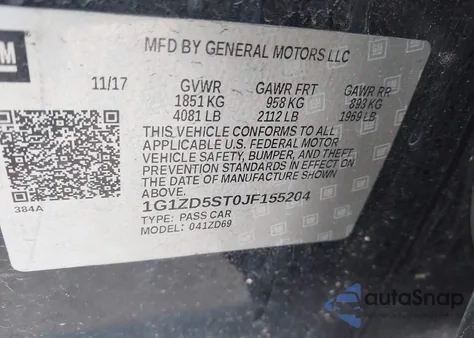 GM
MFD BY GENERAL MOTORS LLC
11/17 GVWR GAWR FRT GAWR RR
1851 KG 958 KG 893 KG
4081 LB 2112 LB 1969 LB
THIS VEHICLE CONFORMS TO ALL
APPLICABLE U.S. FEDERAL MOTOR
VEHICLE SAFETY, BUMPER, AND THEFT
PREVENTION STANDARDS IN EFFECT ON THE
DATE OF MANUFACTURE SHOWN
ABOVE.
384A
1G1ZD5ST0JF155204
TYPE: PASS CAR
MODEL: 041ZD69
autoSnap